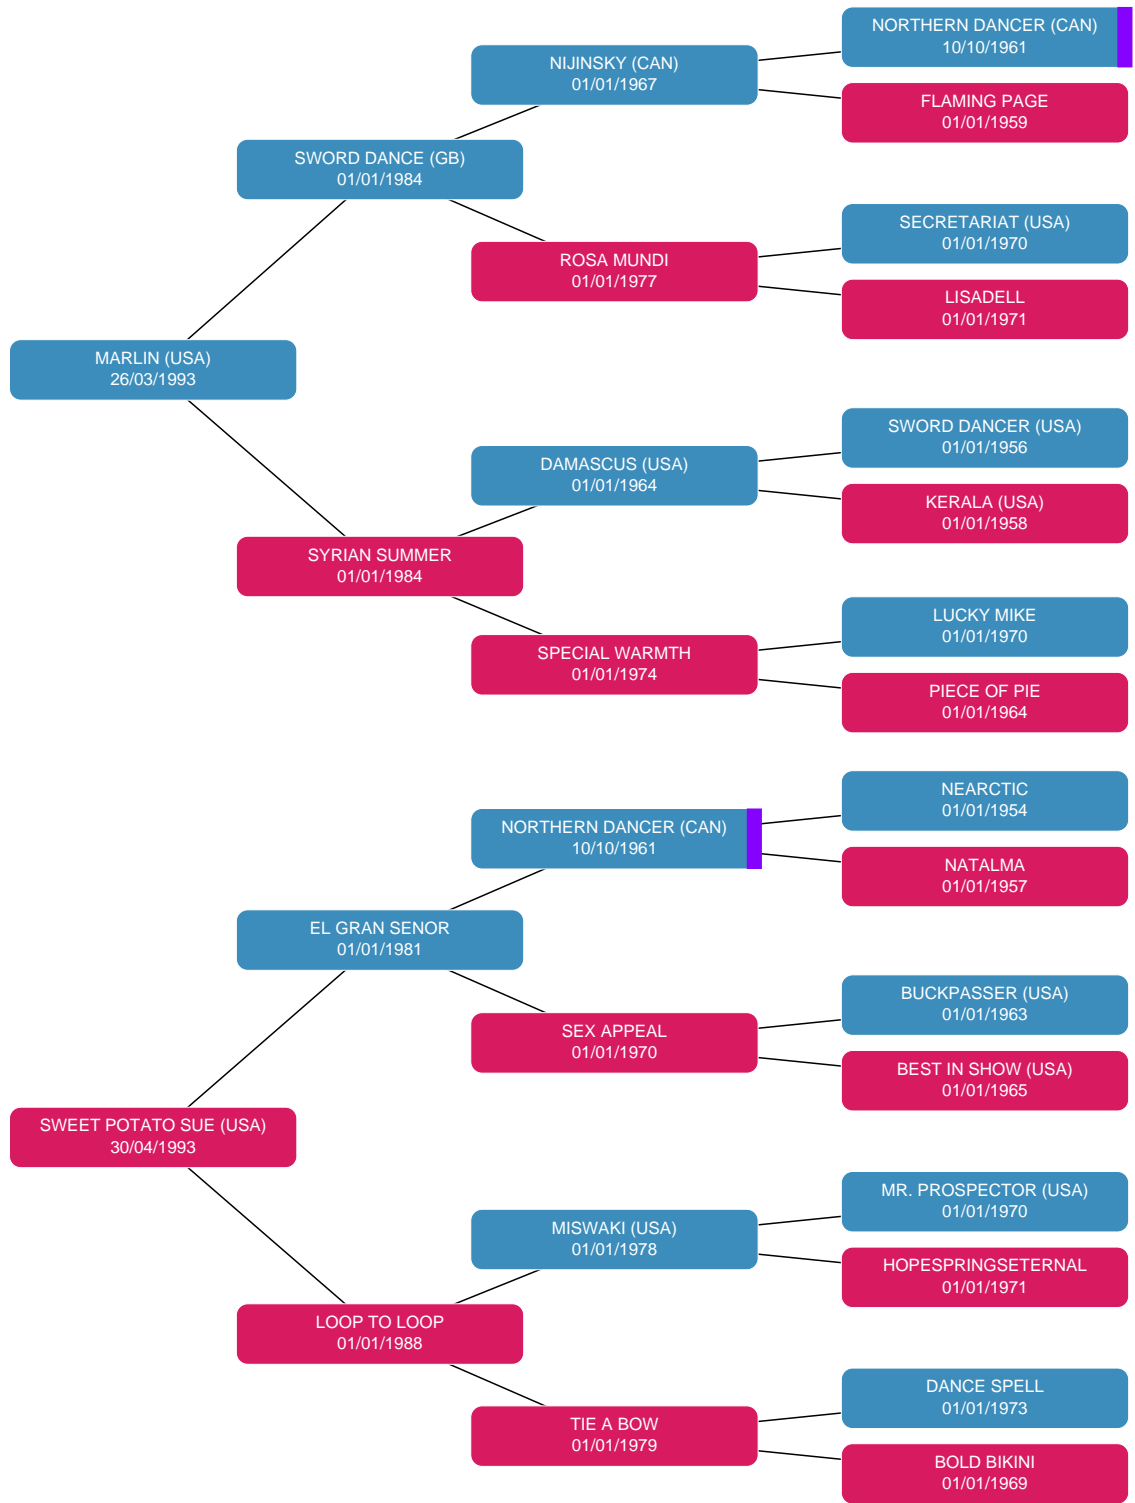 NORTHERN DANCER (CAN)
10/10/1961
NIJINSKY (CAN)
01/01/1967
FLAMING PAGE
01/01/1959
SWORD DANCE (GB)
01/01/1984
SECRETARIAT (USA)
01/01/1970
ROSA MUNDI
01/01/1977
LISADELL
01/01/1971
MARLIN (USA)
26/03/1993
SWORD DANCER (USA)
01/01/1956
DAMASCUS (USA)
01/01/1964
KERALA (USA)
01/01/1958
SYRIAN SUMMER
01/01/1984
LUCKY MIKE
01/01/1970
SPECIAL WARMTH
01/01/1974
PIECE OF PIE
01/01/1964
NEARCTIC
01/01/1954
NORTHERN DANCER (CAN)
10/10/1961
NATALMA
01/01/1957
EL GRAN SENOR
01/01/1981
BUCKPASSER (USA)
01/01/1963
SEX APPEAL
01/01/1970
BEST IN SHOW (USA)
01/01/1965
SWEET POTATO SUE (USA)
30/04/1993
MR. PROSPECTOR (USA)
01/01/1970
MISWAKI (USA)
01/01/1978
HOPESPRINGSETERNAL
01/01/1971
LOOP TO LOOP
01/01/1988
DANCE SPELL
01/01/1973
TIE A BOW
01/01/1979
BOLD BIKINI
01/01/1969